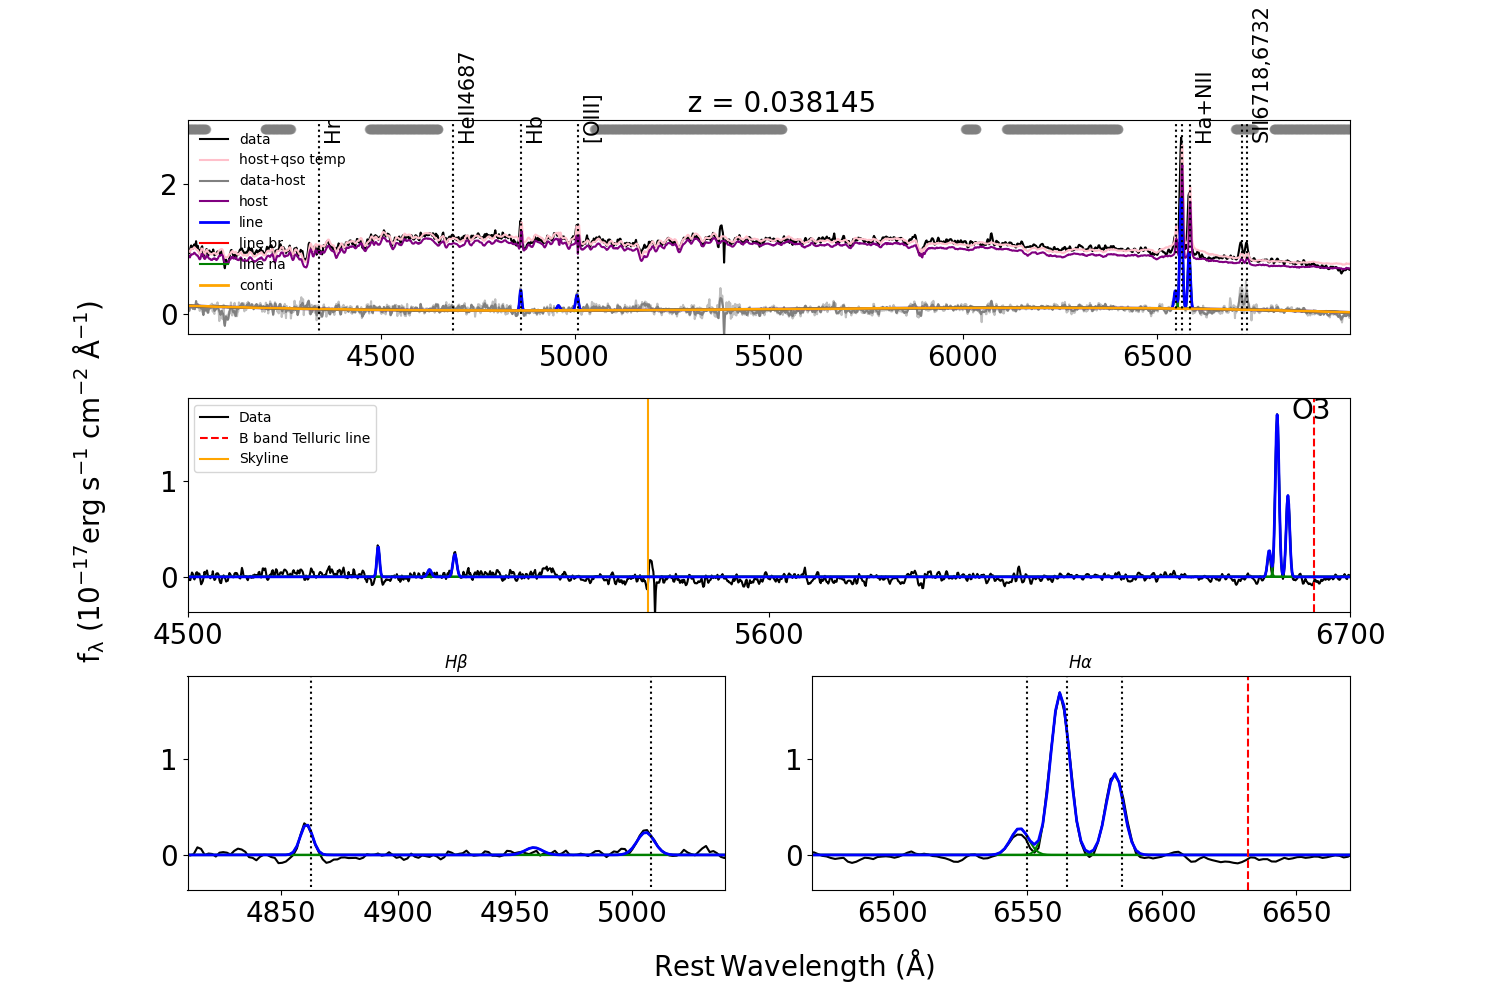 z = 0.038145
Hr
HeII4687
Hb
[OIII]
Ha+NII
SII6718,6732
data
host+qso temp
data-host
host
line
line br
line na
conti
2
0
4500 5000 5500 6000 6500
fλ (10⁻¹⁷erg s⁻¹ cm⁻² Å⁻¹)
Data
B band Telluric line
Skyline
O3
1
0
4500 5600 6700
Hβ
1
0
4850 4900 4950 5000
Hα
1
0
6500 6550 6600 6650
Rest Wavelength (Å)